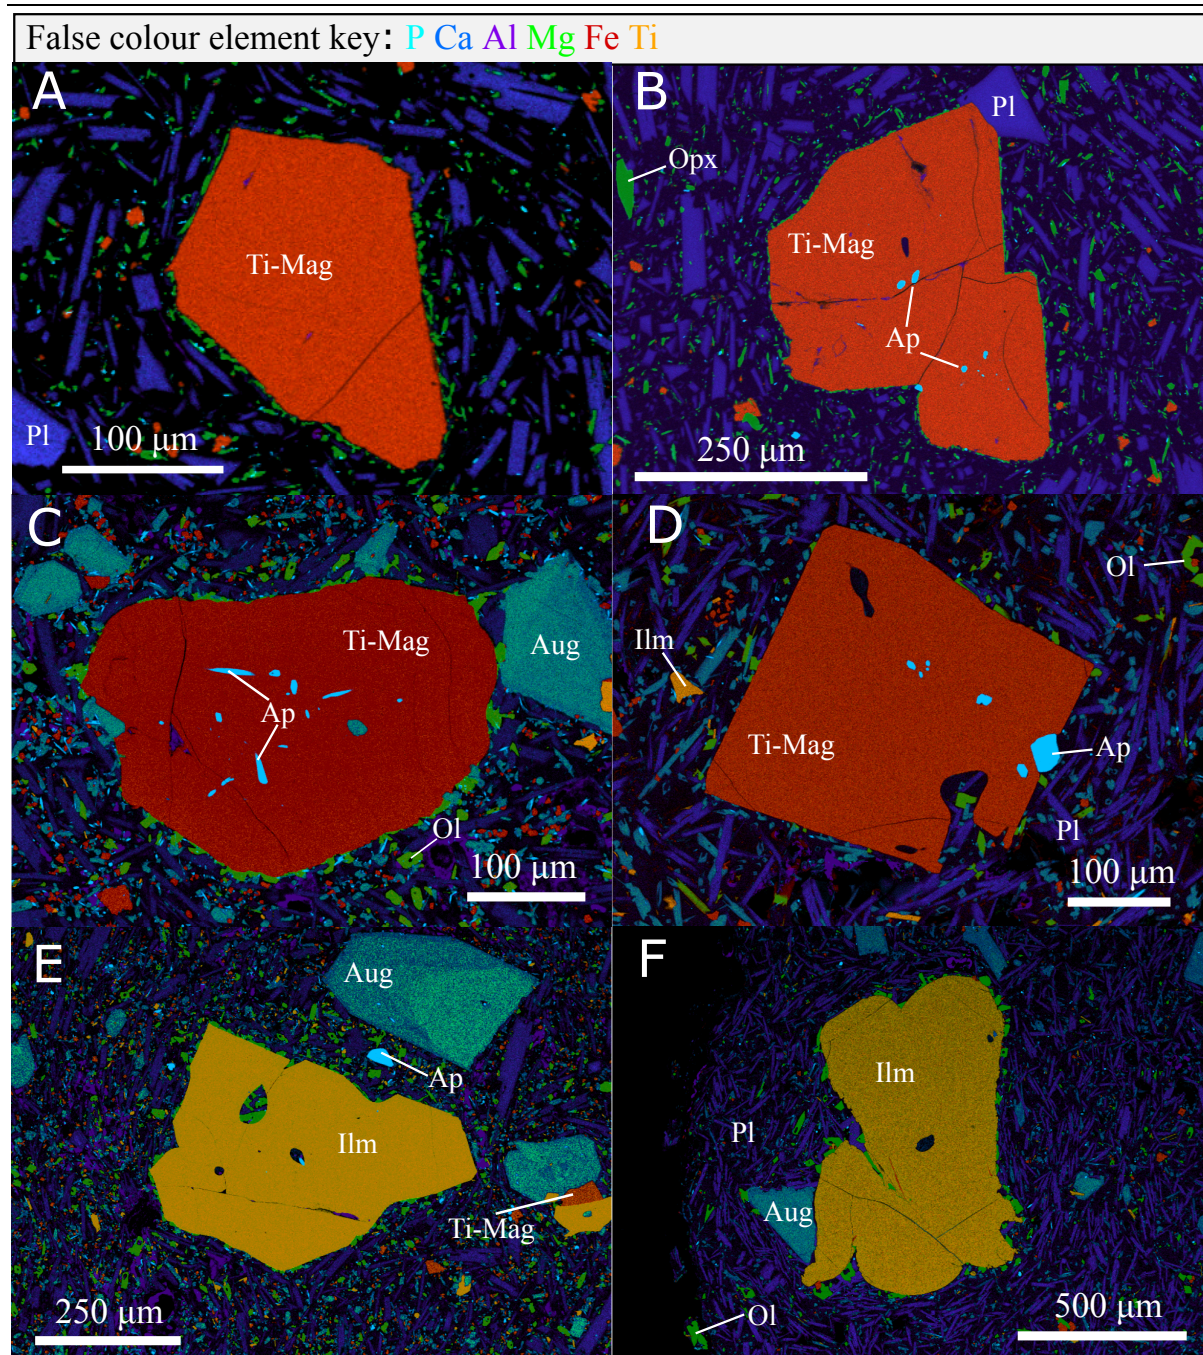 False colour element key: P Ca Al Mg Fe Ti
A
Ti-Mag
Pl
100 μm
B
Pl
Opx
Ti-Mag
Ap
250 μm
C
Ti-Mag
Aug
Ap
Ol
100 μm
D
Ol
Ilm
Ti-Mag
Ap
Pl
100 μm
E
Aug
Ap
Ilm
Ti-Mag
250 μm
F
Ilm
Pl
Aug
Ol
500 μm